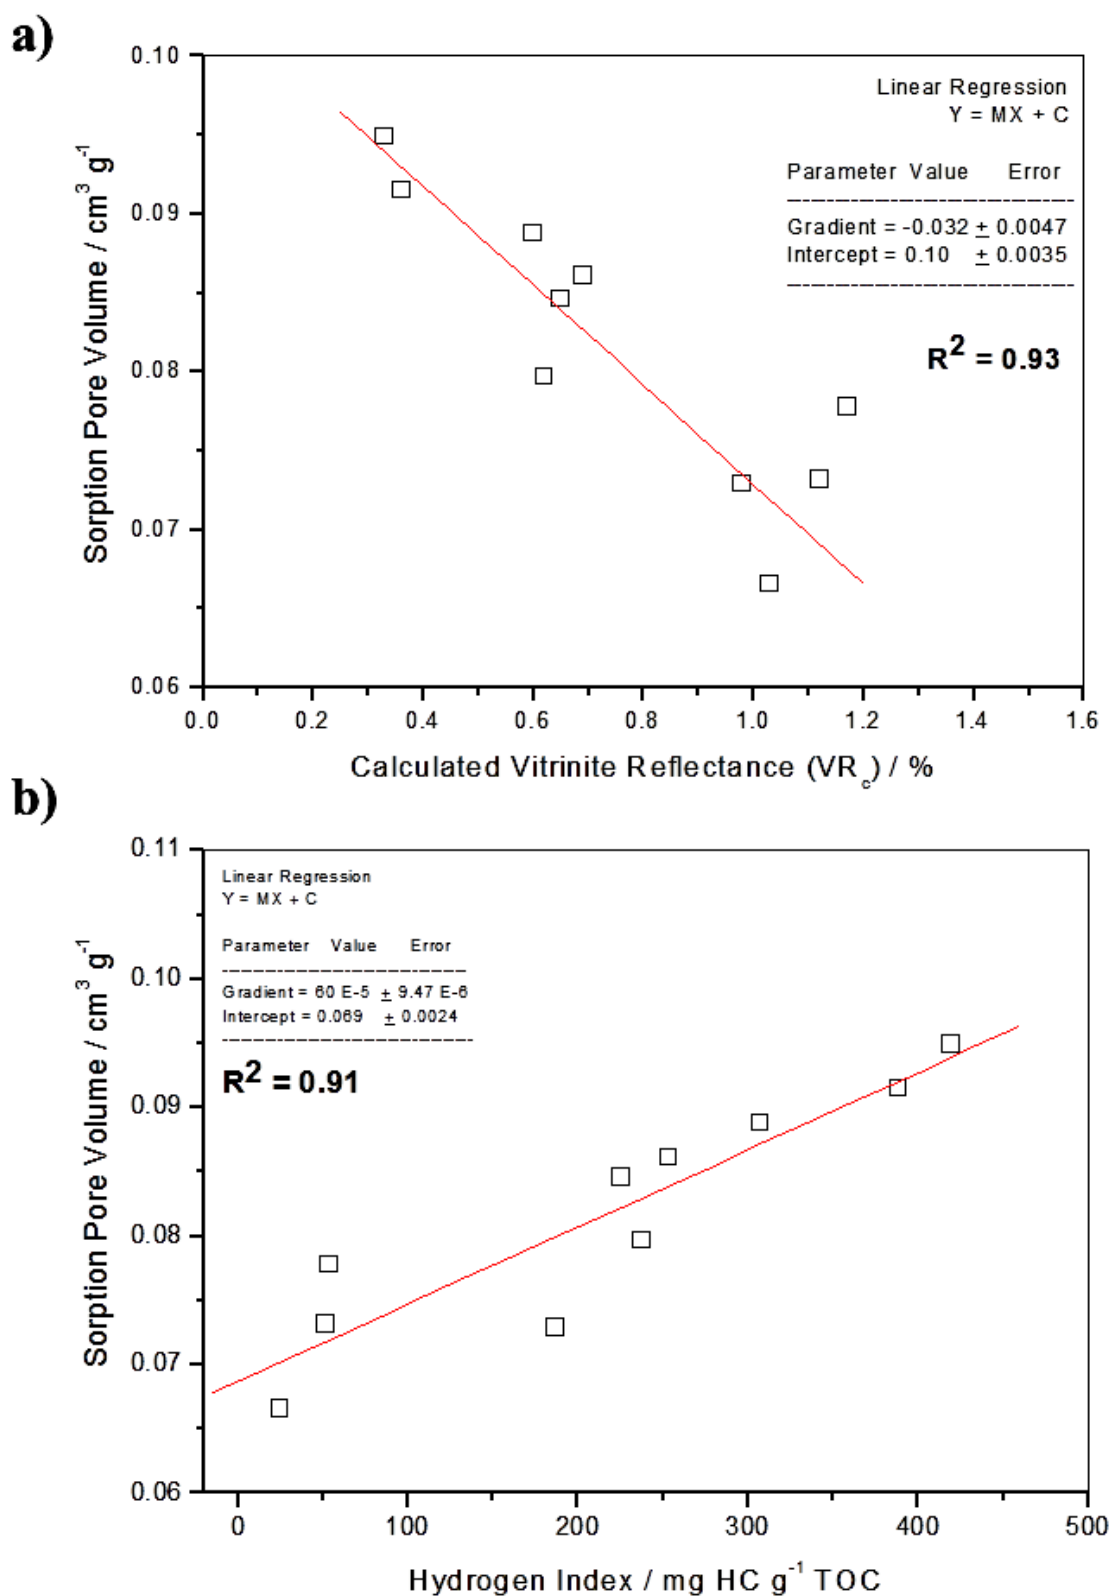 a)
0.10
0.09
0.08
0.07
0.06
Sorption Pore Volume / cm³ g⁻¹
Linear Regression
Y = MX + C
Parameter Value Error
Gradient = -0.032 ± 0.0047
Intercept = 0.10 ± 0.0035
R² = 0.93
0.0 0.2 0.4 0.6 0.8 1.0 1.2 1.4 1.6
Calculated Vitrinite Reflectance (VR_c) / %
b)
0.11
0.10
0.09
0.08
0.07
0.06
Sorption Pore Volume / cm³ g⁻¹
Linear Regression
Y = MX + C
Parameter Value Error
Gradient = 60 E-5 ± 9.47 E-6
Intercept = 0.069 ± 0.0024
R² = 0.91
0 100 200 300 400 500
Hydrogen Index / mg HC g⁻¹ TOC